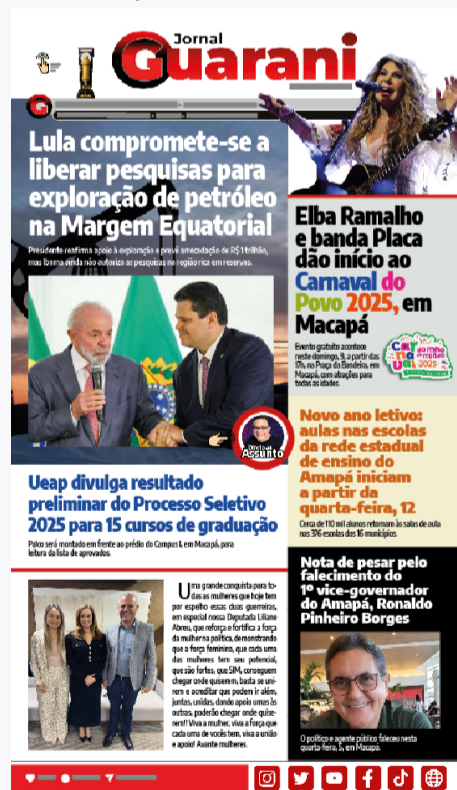 Jornal
Guarani
Lula compromete-se a
liberar pesquisas para
exploração de petróleo
na Margem Equatorial
Presidente reafirma apoio à exploração e prevê arrecadação de R$ 1 trilhão,
mas Ibama ainda não autoriza as pesquisas na região rica em reservas.
Direto ao
Assunto
Elba Ramalho
e banda Placa
dão início ao
Carnaval do
Povo 2025, em
Macapá
Evento gratuito acontece
neste domingo, 9, a partir das
17h, na Praça da Bandeira, em
Macapá, com atrações para
todas as idades.
carnaval
2025
Ueap divulga resultado
preliminar do Processo Seletivo
2025 para 15 cursos de graduação
Palco será montado em frente ao prédio do Campus I, em Macapá, para
leitura da lista de aprovados.
Novo ano letivo:
aulas nas escolas
da rede estadual
de ensino do
Amapá iniciam
a partir da
quarta-feira, 12
Cerca de 110 mil alunos retornam às salas de aula
nas 376 escolas dos 16 municípios.
Uma grande conquista para to-
das as mulheres que hoje tem
por espelho essas duas guerreiras,
em especial nossa Deputada Liliane
Abreu, que reforça e fortifica a força
da mulher na política, demonstrando
que a força feminina, que cada uma
das mulheres tem seu potencial,
que são fortes, que SIM, conseguem
chegar onde quiserem, basta se uni-
rem e acreditar que podem ir além,
juntas, unidas, dando apoio umas às
outras, poderão chegar onde quise-
rem!! Viva a mulher, viva a força que
cada uma de vocês tem, viva a união
e apoio! Avante mulheres.
Nota de pesar pelo
falecimento do
1º vice-governador
do Amapá, Ronaldo
Pinheiro Borges
O político e agente público faleceu nesta
quarta-feira, 5, em Macapá.